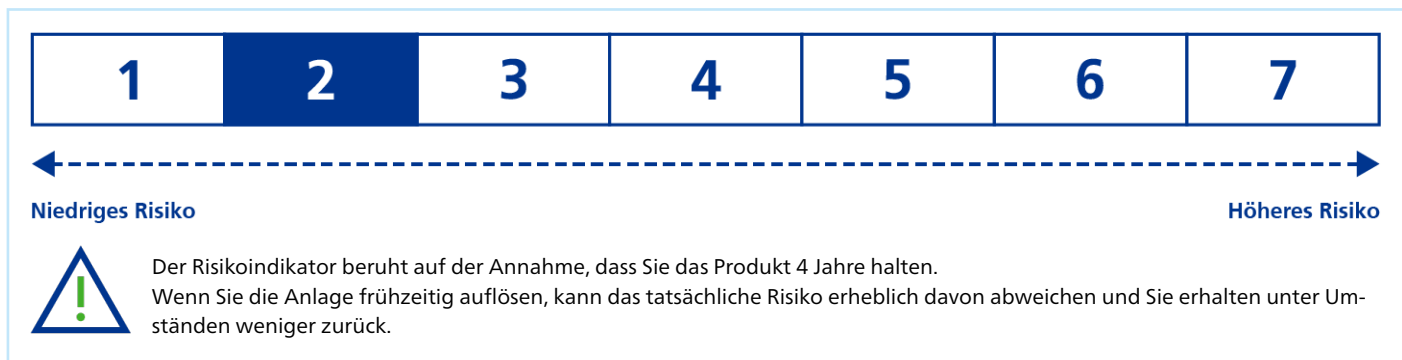 1 2 3 4 5 6 7
Niedriges Risiko Höheres Risiko
Der Risikoindikator beruht auf der Annahme, dass Sie das Produkt 4 Jahre halten.
Wenn Sie die Anlage frühzeitig auflösen, kann das tatsächliche Risiko erheblich davon abweichen und Sie erhalten unter Um-
ständen weniger zurück.